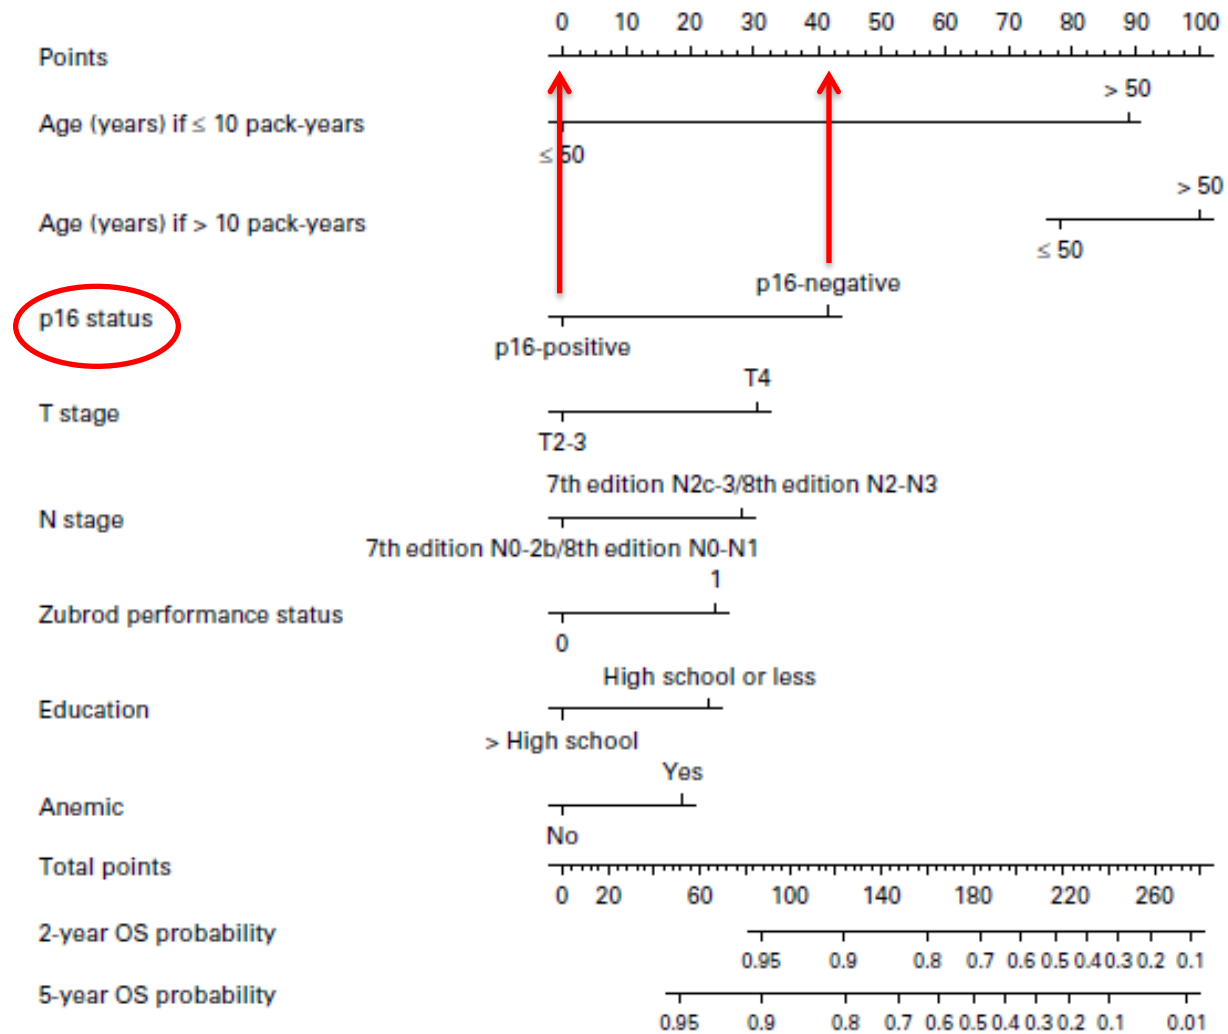 0 10 20 30 40 50 60 70 80 90 100
Points
> 50
Age (years) if ≤ 10 pack-years
≤ 50
> 50
Age (years) if > 10 pack-years
≤ 50
p16-negative
p16 status
p16-positive
T4
T stage
T2-3
7th edition N2c-3/8th edition N2-N3
N stage
7th edition N0-2b/8th edition N0-N1
1
Zubrod performance status
0
High school or less
Education
> High school
Yes
Anemic
No
Total points
0 20 60 100 140 180 220 260
2-year OS probability
0.95 0.9 0.8 0.7 0.6 0.5 0.4 0.3 0.2 0.1
5-year OS probability
0.95 0.9 0.8 0.7 0.6 0.5 0.4 0.3 0.2 0.1 0.01